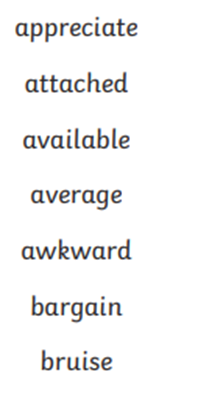 appreciate
attached
available
average
awkward
bargain
bruise